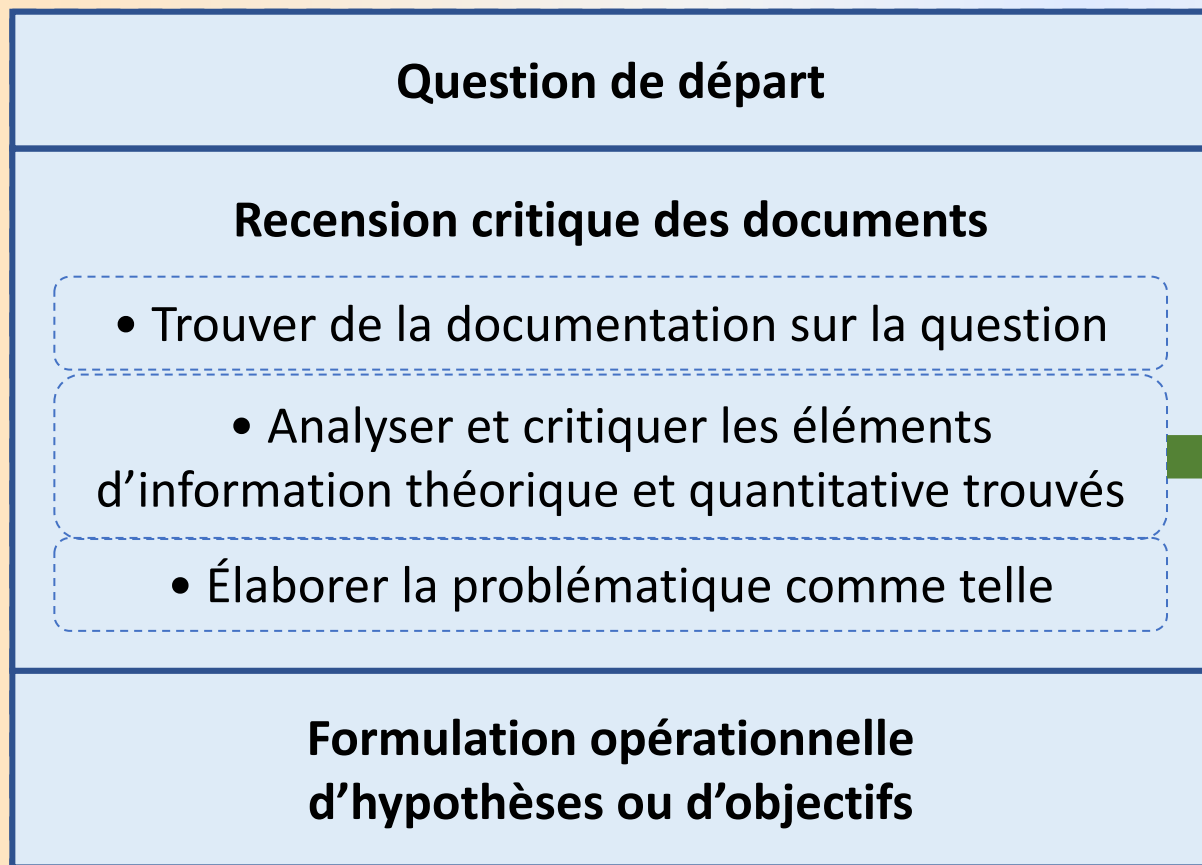 Question de départ
Recension critique des documents
• Trouver de la documentation sur la question
• Analyser et critiquer les éléments
d’information théorique et quantitative trouvés
• Élaborer la problématique comme telle
Formulation opérationnelle
d’hypothèses ou d’objectifs